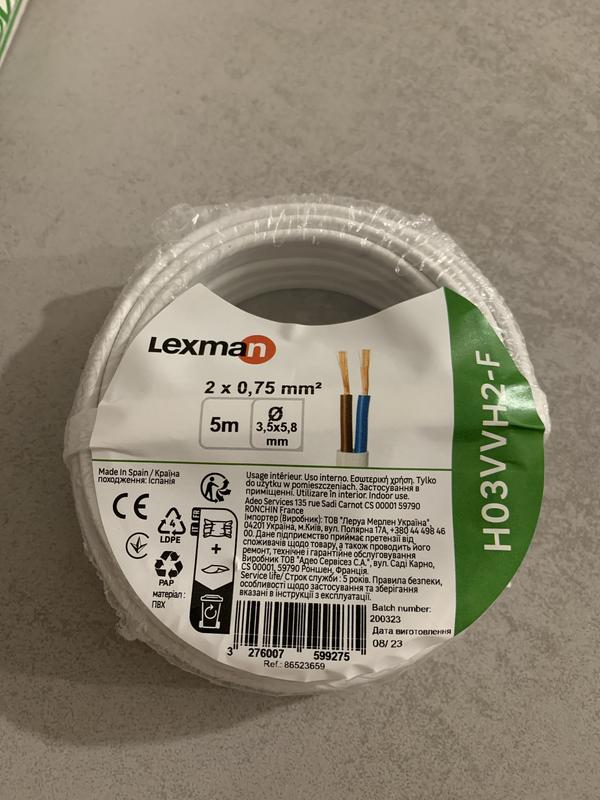 Lexman
2 x 0,75 mm²
5m
Ø
3,5x5,8
mm
H03VVH2-F
Made In Spain / Країна
походження: Іспанія
CE
FR
LDPE
PAP
+
матеріал :
ПВХ
Usage intérieur. Uso interno. Εσωτερική χρήση. Tylko
do użytku w pomieszczeniach. Застосування в
приміщенні. Utilizare în interior. Indoor use.
Adeo Services 135 rue Sadi Carnot CS 00001 59790
RONCHIN France
Імпортер (Виробник): ТОВ "Леруа Мерлен Україна",
04201 Україна, м.Київ, вул. Полярна 17А, +380 44 498 46
00. Дане підприємство приймає претензії від
споживачів щодо товару, а також проводить його
ремонт, технічне і гарантійне обслуговування
Виробник ТОВ "Адео Сервісез С.А.", вул. Саді Карно,
CS 00001, 59790 Роншен, Франція.
Service life/ Строк служби : 5 років. Правила безпеки,
особливості щодо застосування та зберігання
вказані в інструкції з експлуатації.
Batch number:
200323
Дата виготовлення
08/ 23
3 276007 599275
Ref.: 86523659